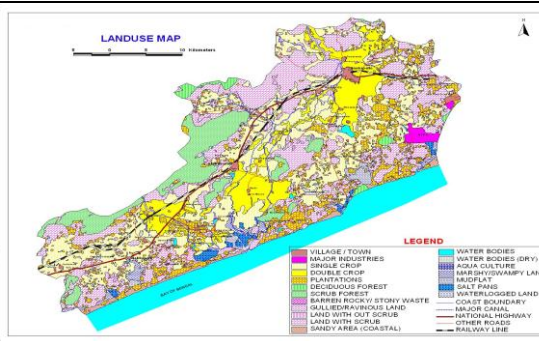 LANDUSE MAP
Kilometers
LEGEND
VILLAGE / TOWN
MAJOR INDUSTRIES
SINGLE CROP
DOUBLE CROP
PLANTATIONS
DECIDUOUS FOREST
SCRUB FOREST
BARREN ROCKY/ STONY WASTE
GULLIED/RAVINOUS LAND
LAND WITH OUT SCRUB
LAND WITH SCRUB
SANDY AREA (COASTAL)
WATER BODIES
WATER BODIES (DRY)
AQUA CULTURE
MARSHY/SWAMPY LAN
MUDFLAT
SALT PANS
WATERLOGGED LAND
COAST BOUNDARY
MAJOR CANAL
NATIONAL HIGHWAY
OTHER ROADS
RAILWAY LINE